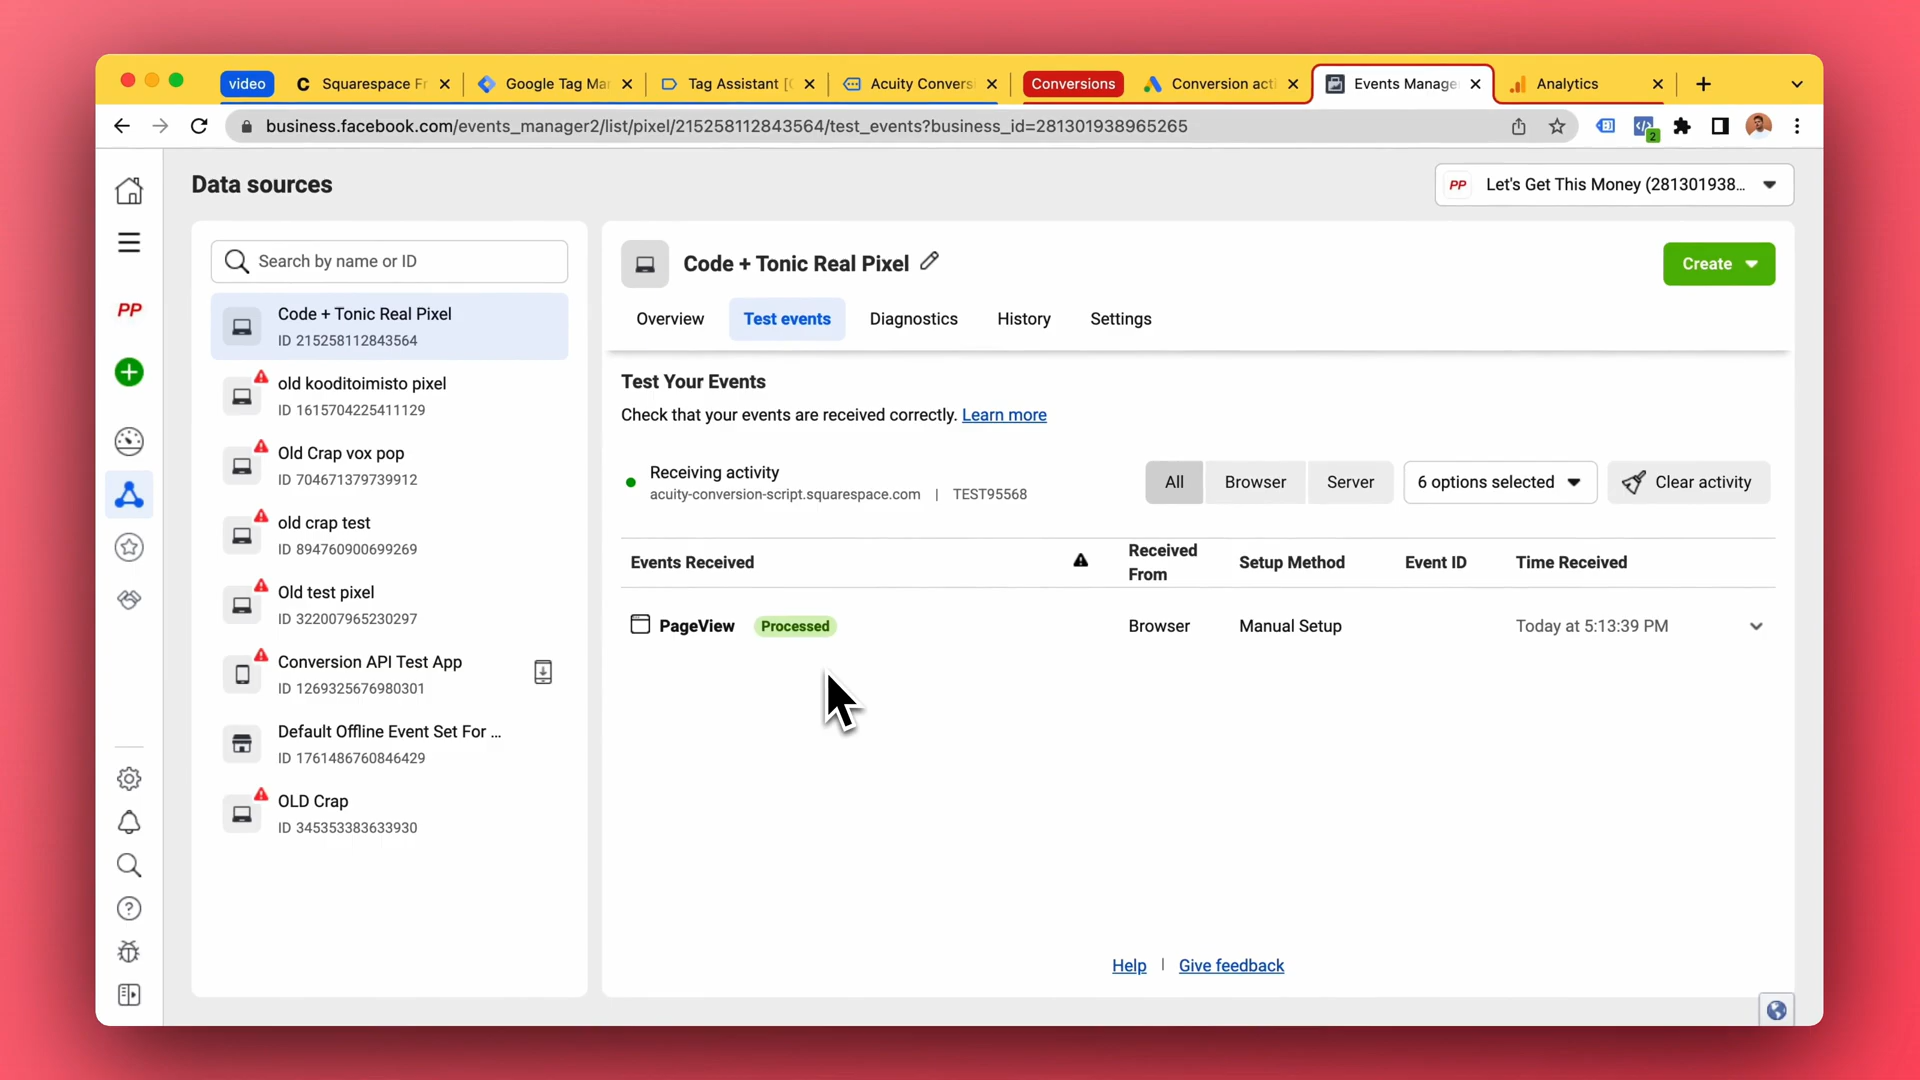 video
Squarespace Fr
Google Tag Mar
Tag Assistant [
Acuity Convers
Conversions
Conversion acti
Events Manage
Analytics
business.facebook.com/events_manager2/list/pixel/215258112843564/test_events?business_id=281301938965265
2
Data sources
PP Let's Get This Money (281301938...
PP
Search by name or ID
Code + Tonic Real Pixel
ID 215258112843564
old kooditoimisto pixel
ID 1615704225411129
Old Crap vox pop
ID 704671379739912
old crap test
ID 894760900699269
Old test pixel
ID 322007965230297
Conversion API Test App
ID 1269325676980301
Default Offline Event Set For ...
ID 1761486760846429
OLD Crap
ID 345353383633930
Code + Tonic Real Pixel
Create
Overview Test events Diagnostics History Settings
Test Your Events
Check that your events are received correctly. Learn more
Receiving activity
acuity-conversion-script.squarespace.com | TEST95568
All Browser Server 6 options selected Clear activity
Events Received
Received
From
Setup Method
Event ID
Time Received
PageView Processed Browser Manual Setup Today at 5:13:39 PM
Help | Give feedback